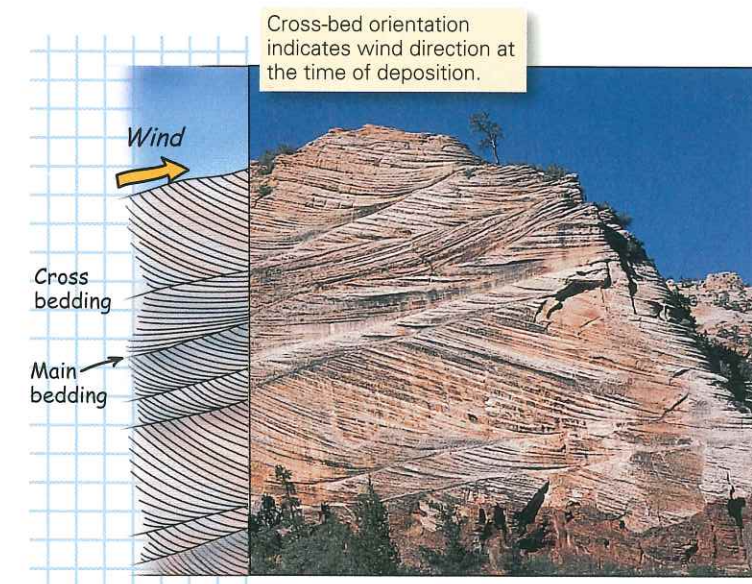 Cross-bed orientation
indicates wind direction at
the time of deposition.
Wind
Cross
bedding
Main
bedding